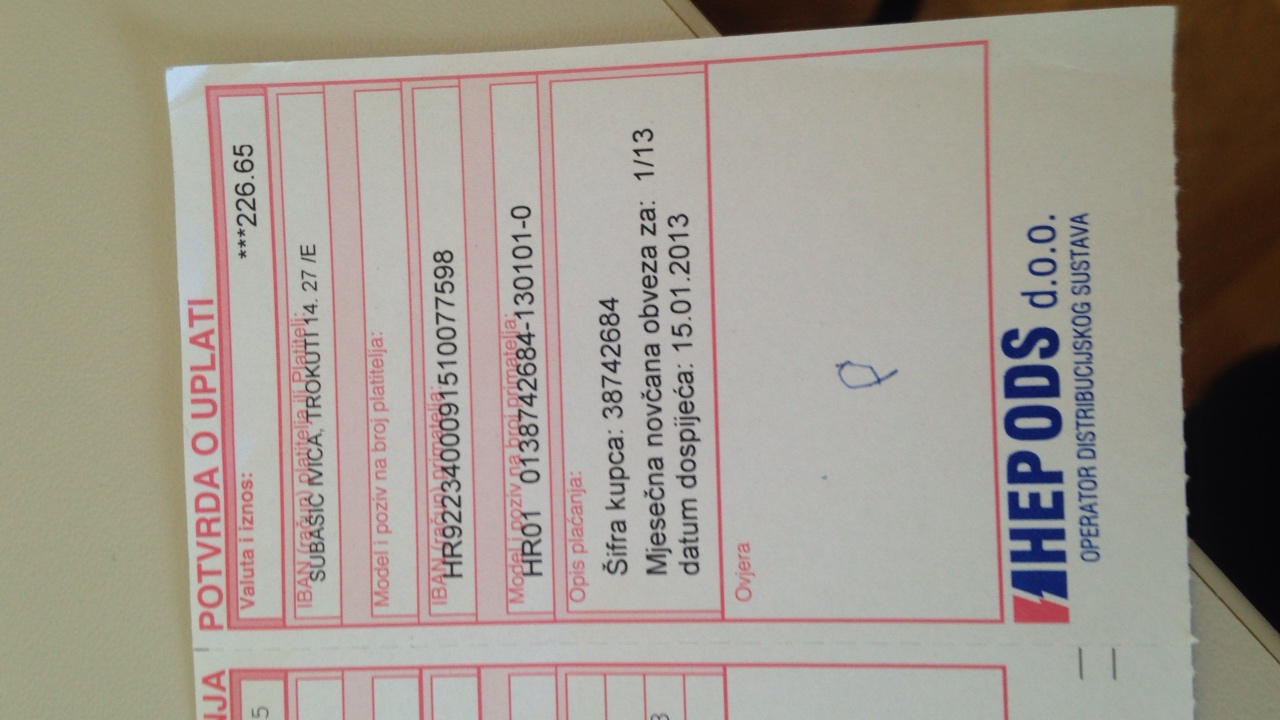 NJA
POTVRDA O UPLATI
5
Valuta i iznos:
***226.65
IBAN (račun) platitelja ili Platitelj:
SUBAŠIĆ IVICA, TROKUTI 14. 27 /E
Model i poziv na broj platitelja:
IBAN (račun) primatelja:
HR9223400091510077598
Model i poziv na broj primatelja:
HR01 0138742684-130101-0
Opis plaćanja:
Šifra kupca: 38742684
Mjesečna novčana obveza za: 1/13
3
datum dospijeća: 15.01.2013
Ovjera
P
HEP ODS d.o.o.
OPERATOR DISTRIBUCIJSKOG SUSTAVA